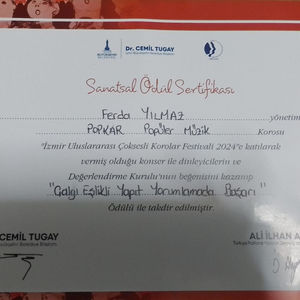 Dr. CEMİL TUGAY
Sanatsal Ödül Sertifikası
Ferda YILMAZ yönetim
POPKAR Popüler Müzik Korosu
"İzmir Uluslararası Çoksesli Korolar Festivali 2024"e katılarak
vermiş olduğu konser ile dinleyicilerin ve
Değerlendirme Kurulu'nun beğenisini kazanıp
"Çalgı Eşlikli Yapıt Yorumlamada Başarı"
Ödülü ile takdir edilmiştir.
CEMİL TUGAY
ALİ İLHAN A